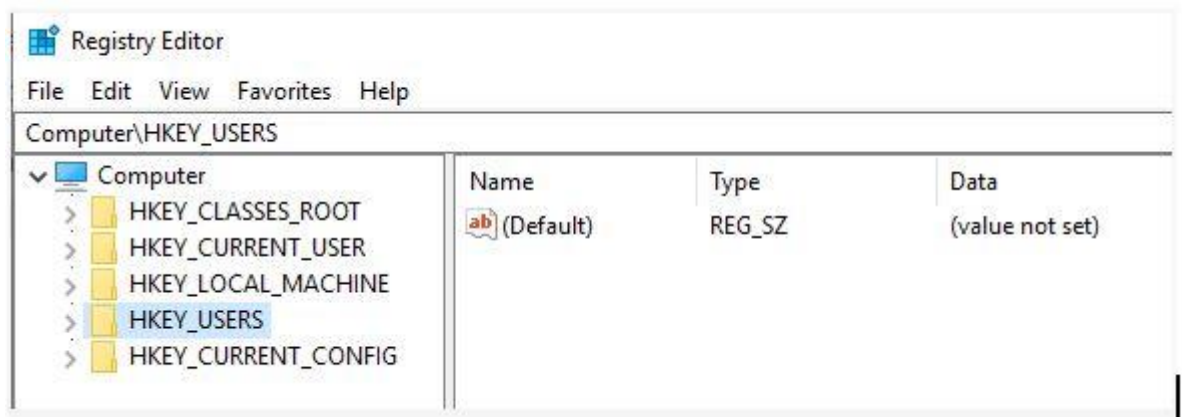 Registry Editor
File Edit View Favorites Help
Computer\HKEY_USERS
Computer
HKEY_CLASSES_ROOT
HKEY_CURRENT_USER
HKEY_LOCAL_MACHINE
HKEY_USERS
HKEY_CURRENT_CONFIG
Name Type Data
ab (Default) REG_SZ (value not set)